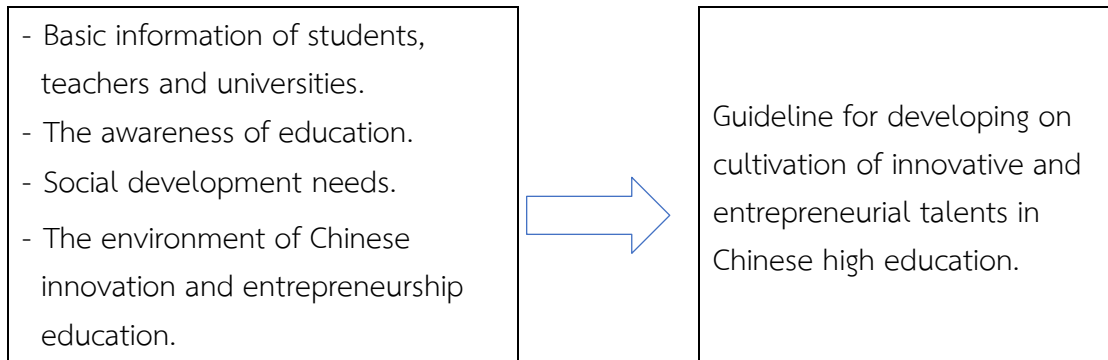 - Basic information of students,
teachers and universities.
- The awareness of education.
- Social development needs.
- The environment of Chinese
innovation and entrepreneurship
education.
Guideline for developing on
cultivation of innovative and
entrepreneurial talents in
Chinese high education.